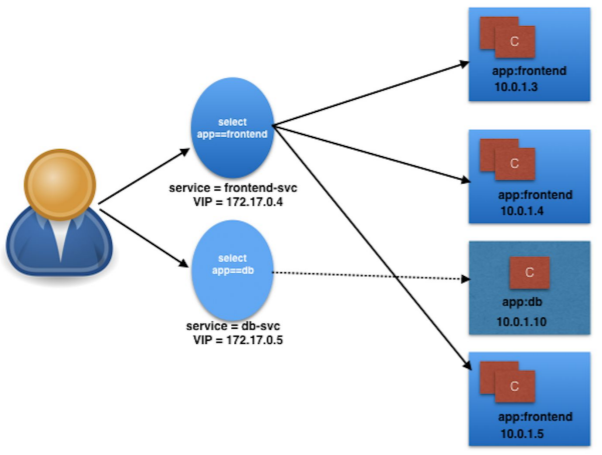 select
app==frontend
service = frontend-svc
VIP = 172.17.0.4
select
app==db
service = db-svc
VIP = 172.17.0.5
C
app:frontend
10.0.1.3
C
app:frontend
10.0.1.4
C
app:db
10.0.1.10
C
app:frontend
10.0.1.5